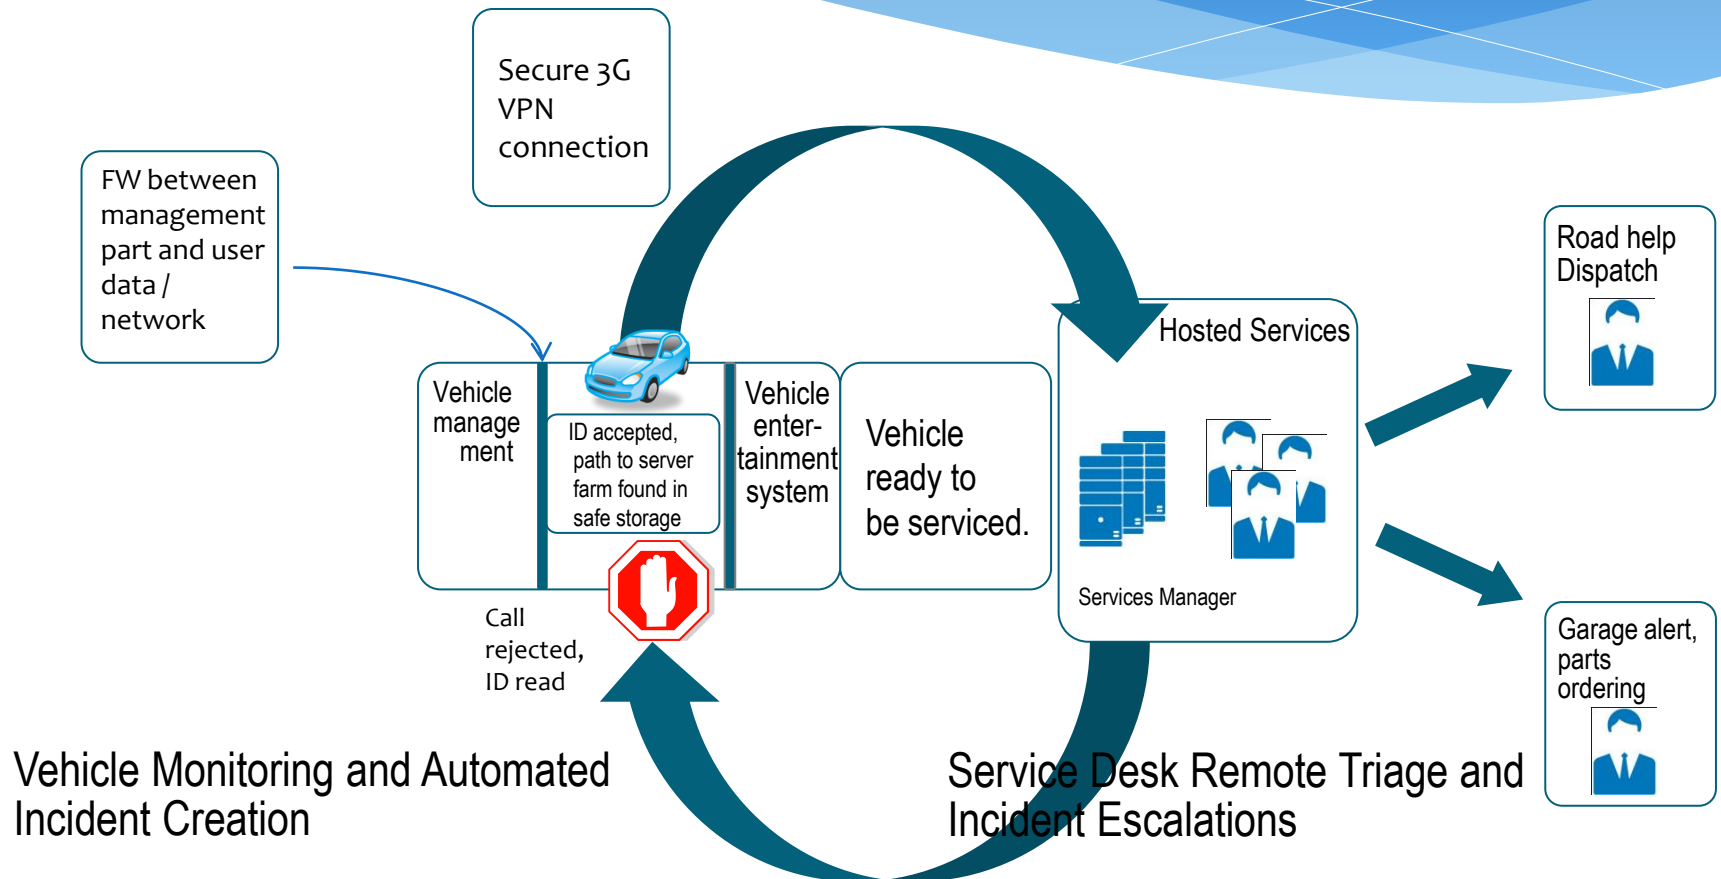 Secure 3G
VPN
connection
FW between
management
part and user
data /
network
Road help
Dispatch
Hosted Services
Vehicle
manage
ment
ID accepted,
path to server
farm found in
safe storage
Vehicle
enter-
tainment
system
Vehicle
ready to
be serviced.
Services Manager
Call
rejected,
ID read
Garage alert,
parts
ordering
Vehicle Monitoring and Automated
Incident Creation
Service Desk Remote Triage and
Incident Escalations